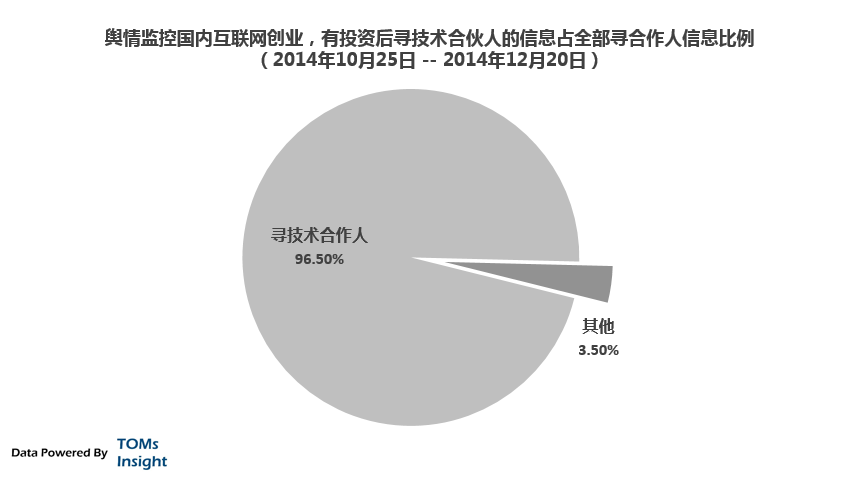 舆情监控国内互联网创业，有投资后寻技术合伙人的信息占全部寻合作人信息比例
（ 2014年10月25日 -- 2014年12月20日 ）
寻技术合作人
96.50%
其他
3.50%
Data Powered By
TOMs
Insight